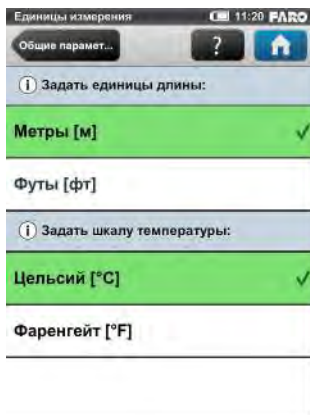 Единицы измерения 11:20 FARO
Общие парамет... ?
i Задать единицы длины:
Метры [м]
Футы [фт]
i Задать шкалу температуры:
Цельсий [°C]
Фаренгейт [°F]